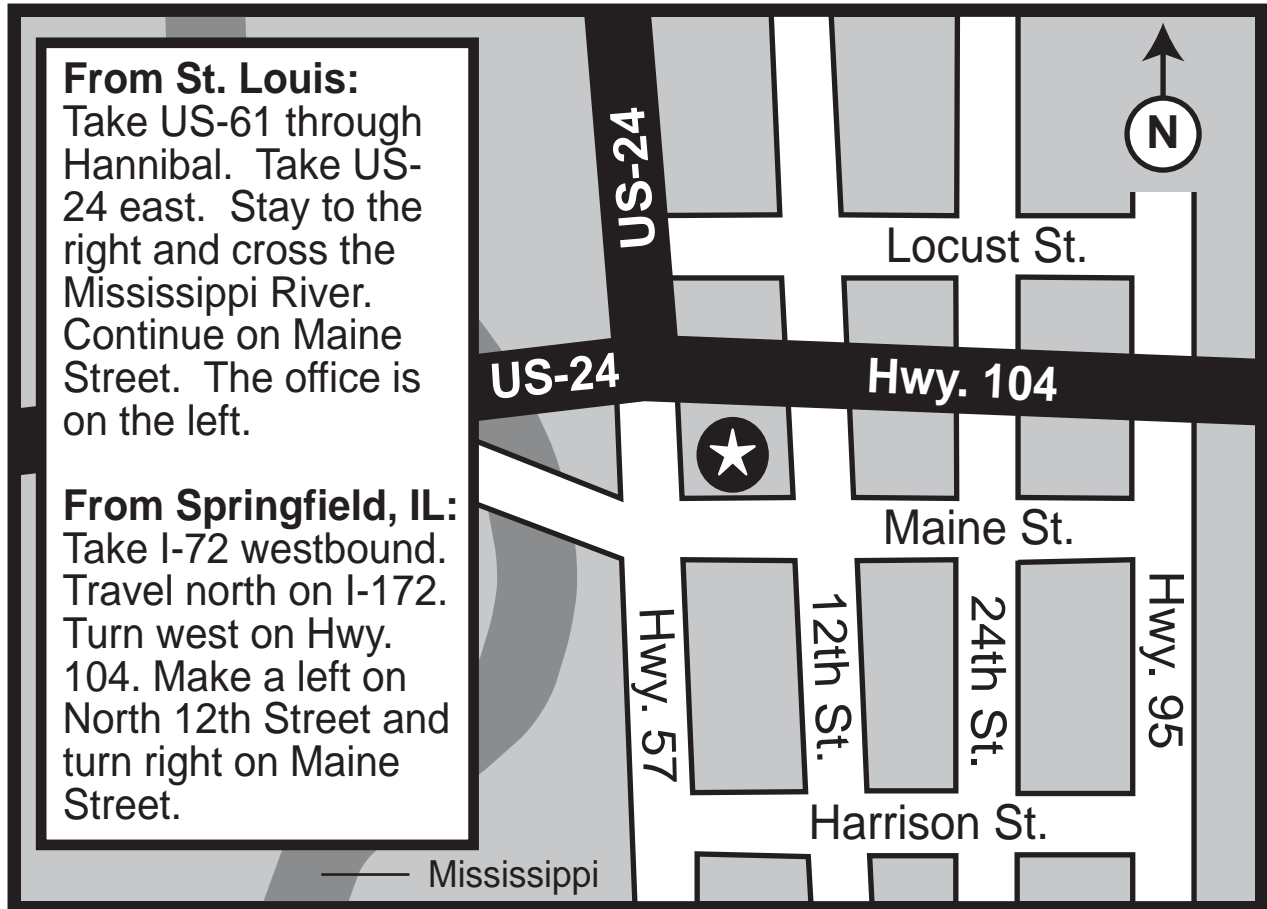 From St. Louis:
Take US-61 through
Hannibal.  Take US-
24 east.  Stay to the
right and cross the
Mississippi River.
Continue on Maine
Street.  The office is
on the left.
From Springfield, IL:
Take I-72 westbound.
Travel north on I-172.
Turn west on Hwy.
104. Make a left on
North 12th Street and
turn right on Maine
Street.
US-24
N
Locust St.
US-24
Hwy. 104
Maine St.
Hwy. 57
12th St.
24th St.
Hwy. 95
Harrison St.
Mississippi